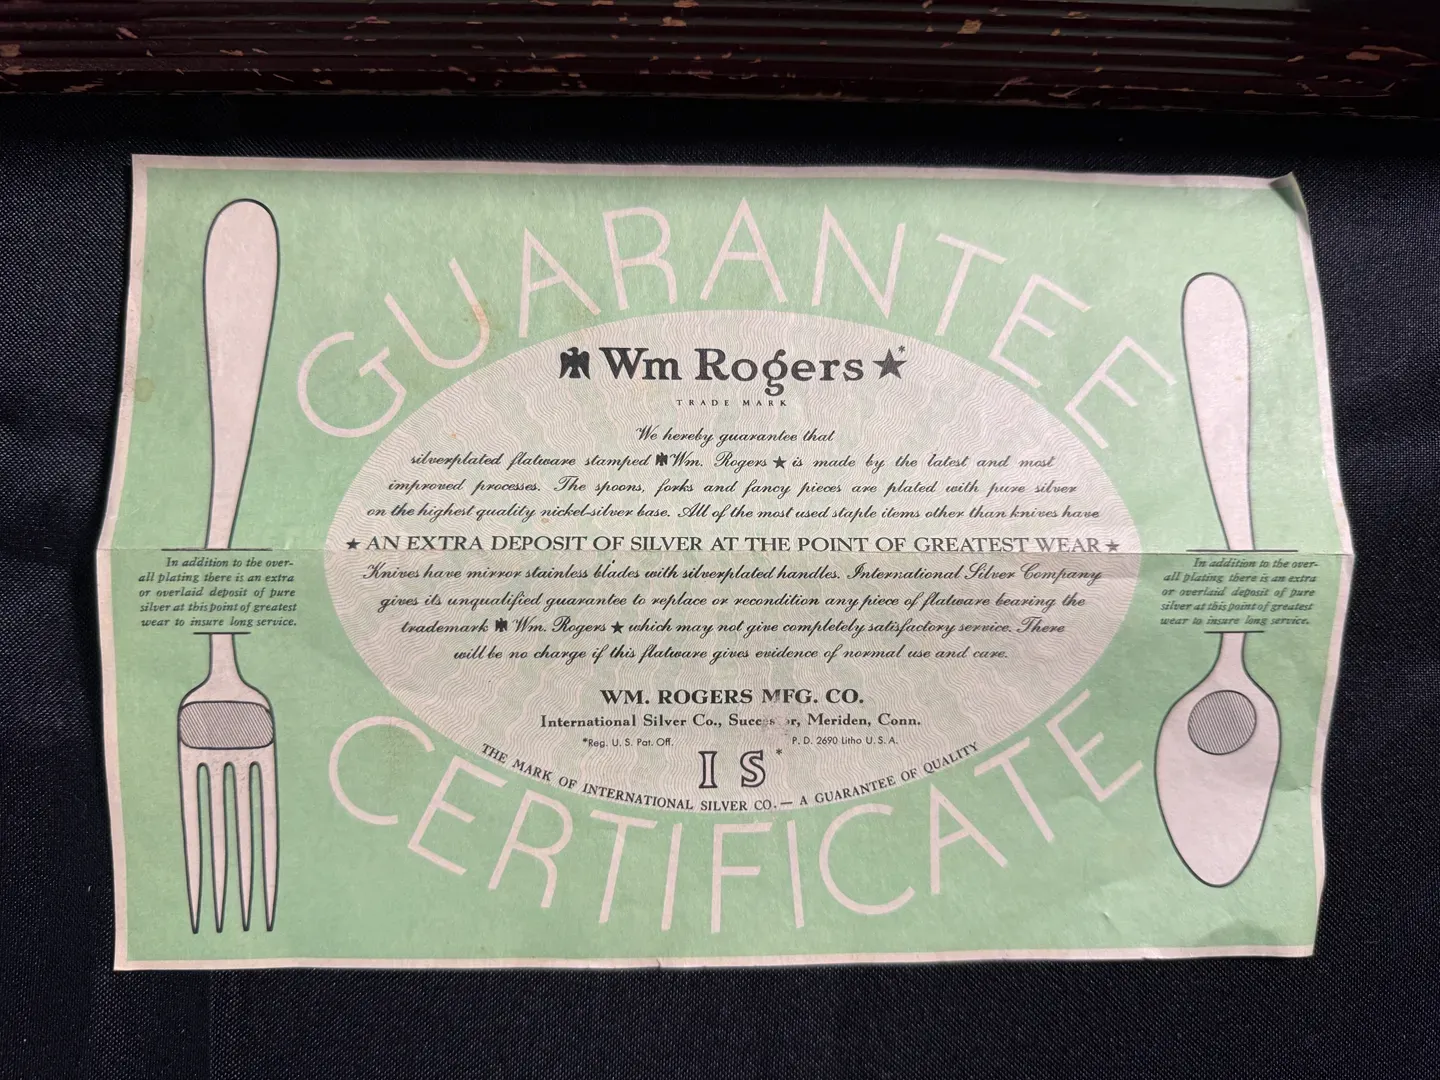 GUARANTEE
Wm Rogers ★*
TRADE MARK
We hereby guarantee that
silverplated flatware stamped Wm. Rogers ★ is made by the latest and most
improved processes. The spoons, forks and fancy pieces are plated with pure silver
on the highest quality nickel-silver base. All of the most used staple items other than knives have
★ AN EXTRA DEPOSIT OF SILVER AT THE POINT OF GREATEST WEAR ★
Knives have mirror stainless blades with silverplated handles. International Silver Company
gives its unqualified guarantee to replace or recondition any piece of flatware bearing the
trademark Wm. Rogers ★ which may not give completely satisfactory service. There
will be no charge if this flatware gives evidence of normal use and care.
WM. ROGERS MFG. CO.
International Silver Co., Successor, Meriden, Conn.
*Reg. U. S. Pat. Off. P. D. 2690 Litho U. S. A.
I S*
THE MARK OF INTERNATIONAL SILVER CO. — A GUARANTEE OF QUALITY
CERTIFICATE
In addition to the over-
all plating there is an extra
or overlaid deposit of pure
silver at this point of greatest
wear to insure long service.
In addition to the over-
all plating there is an extra
or overlaid deposit of pure
silver at this point of greatest
wear to insure long service.